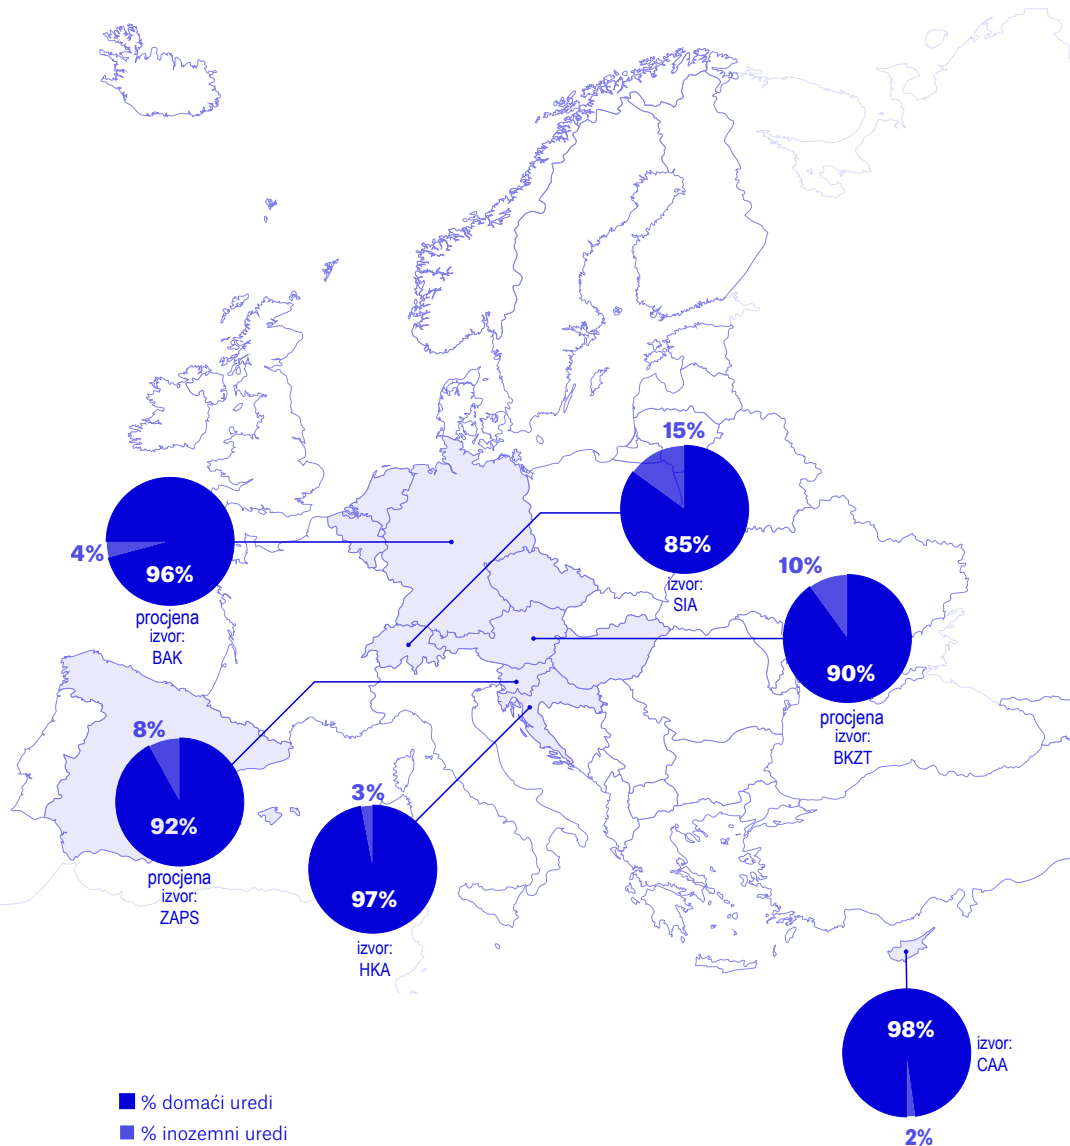 15%
85%
izvor:
SIA
4%
96%
procjena
izvor:
BAK
10%
90%
procjena
izvor:
BKZT
8%
92%
procjena
izvor:
ZAPS
3%
97%
izvor:
HKA
98%
izvor:
CAA
2%
% domaći uredi
% inozemni uredi